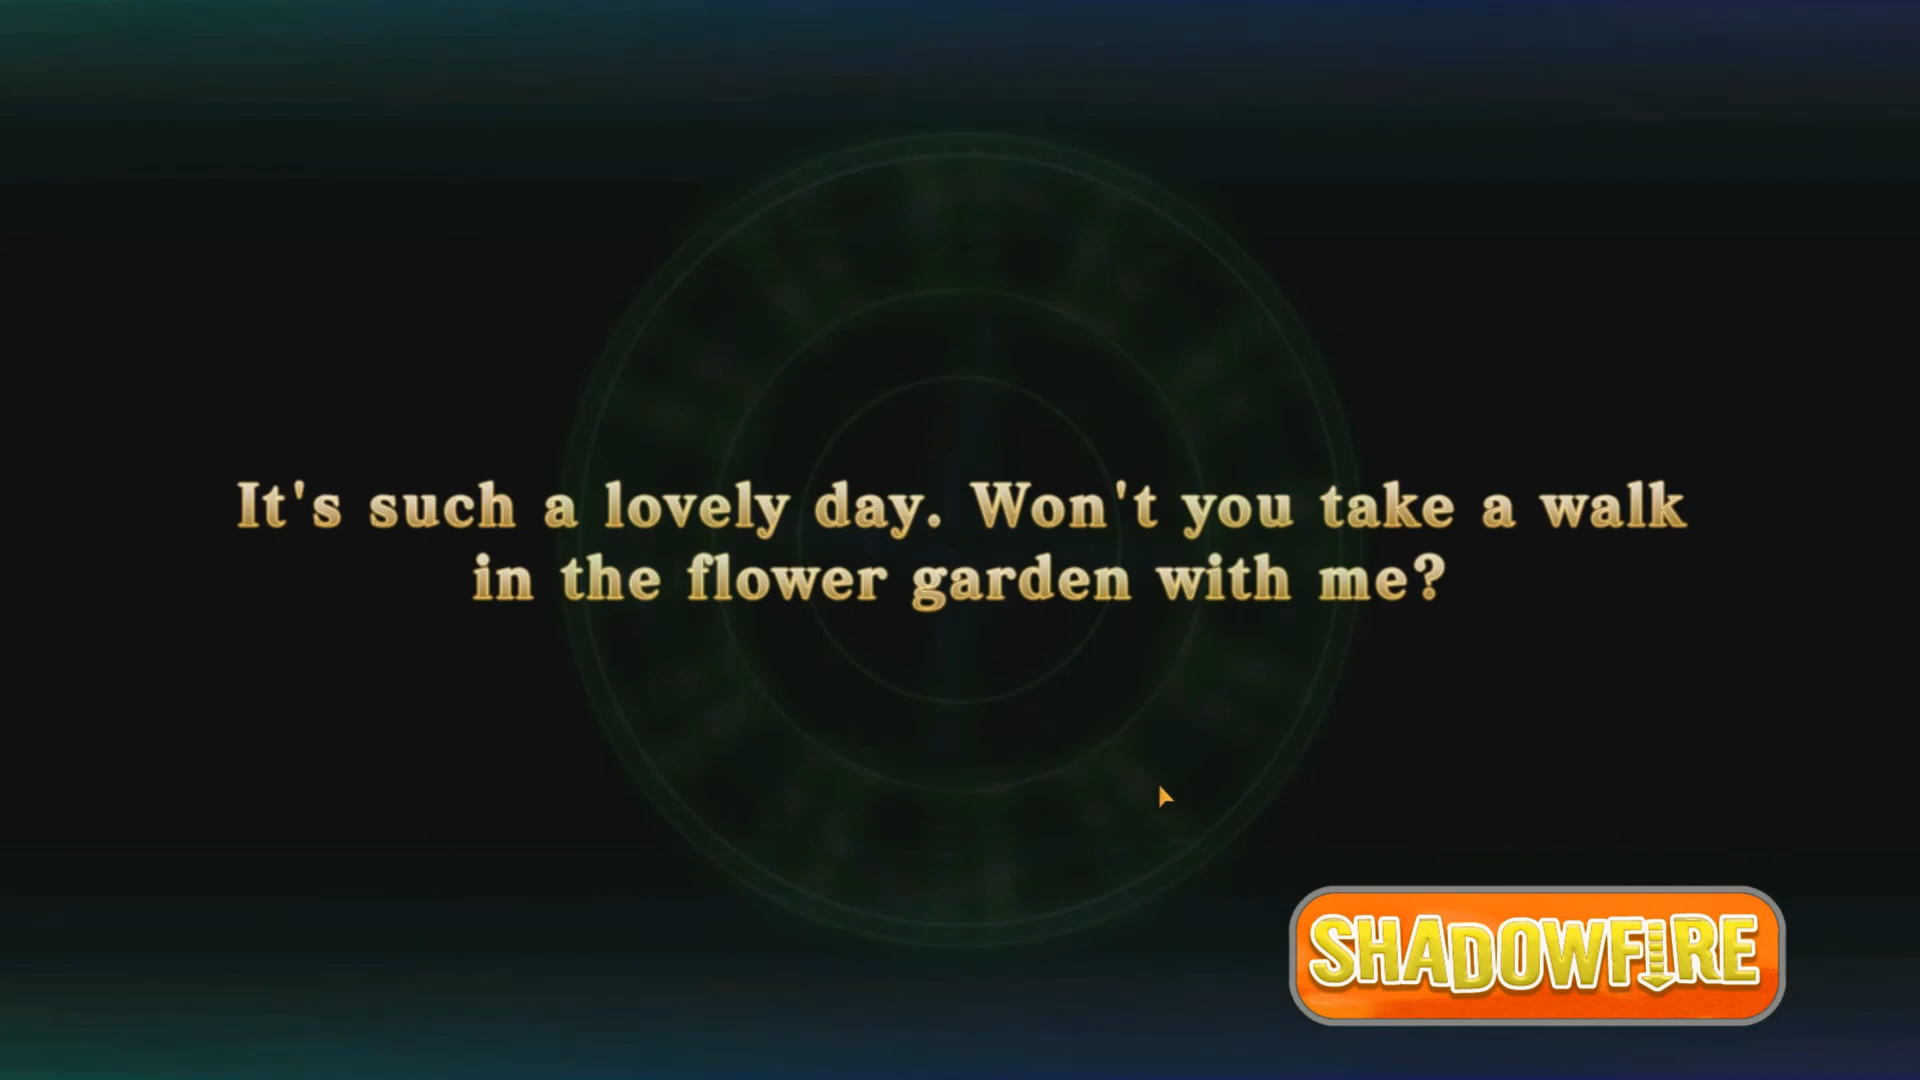 It's such a lovely day. Won't you take a walk
in the flower garden with me?
SHADOWFIRE